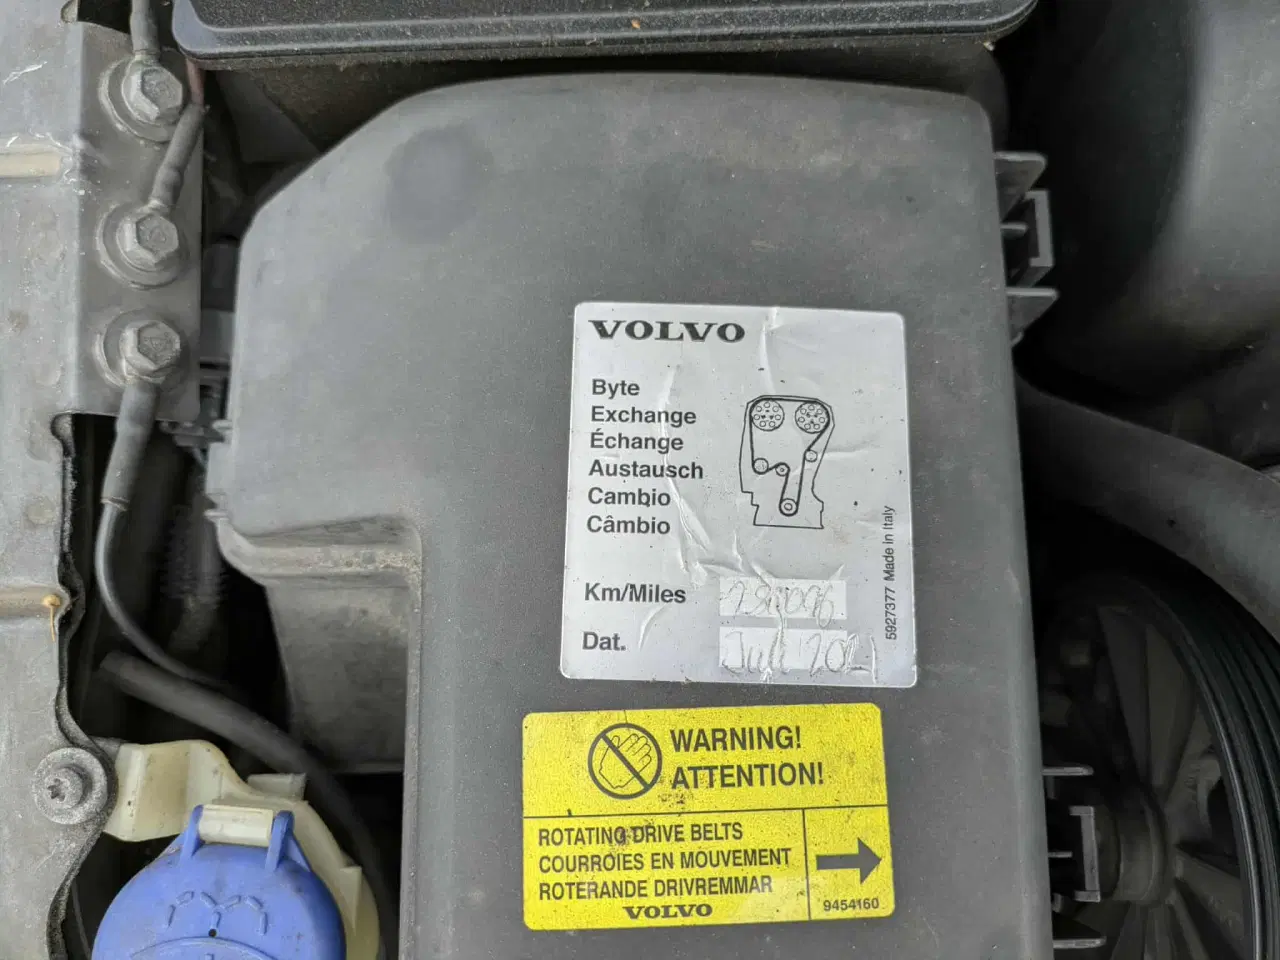 VOLVO
Byte
Exchange
Échange
Austausch
Cambio
Câmbio
Km/Miles
Dat.
5927377 Made in Italy
WARNING!
ATTENTION!
ROTATING DRIVE BELTS
COURROIES EN MOUVEMENT
ROTERANDE DRIVREMMAR
VOLVO
9454160